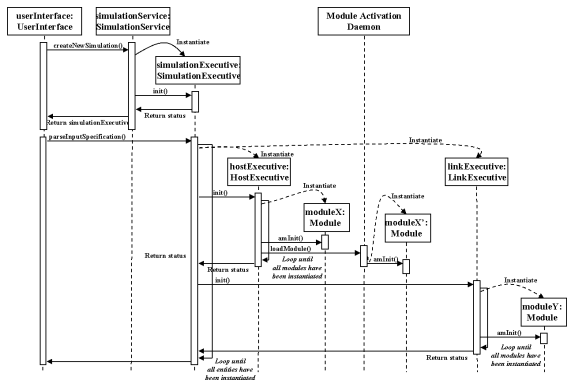 userInterface:
UserInterface
simulationService:
SimulationService
Module Activation
Daemon
Instantiate
createNewSimulation()
simulationExecutive:
SimulationExecutive
init()
Return status
Return simulationExecutive
parseInputSpecification()
Instantiate
Instantiate
hostExecutive:
HostExecutive
linkExecutive:
LinkExecutive
init()
Instantiate
moduleX:
Module
Instantiate
moduleX':
Module
amInit()
loadModule()
Return status
Return status
Loop until
all modules have
been instantiated
amInit()
init()
Instantiate
moduleY:
Module
amInit()
Loop until
all modules have
been instantiated
Return status
Loop until
all entities have
been instantiated